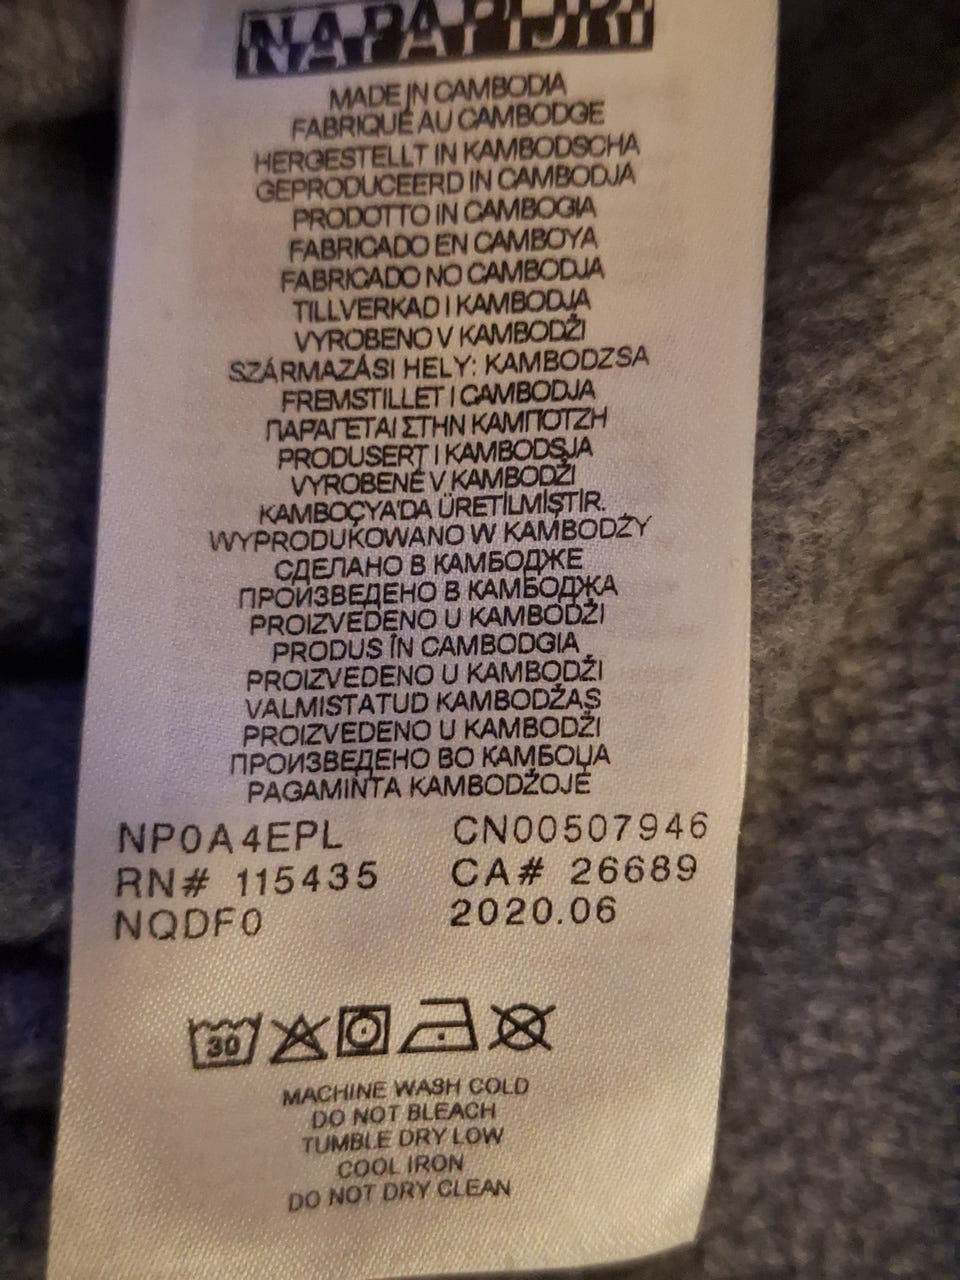 NAPAPIJRI
MADE IN CAMBODIA
FABRIQUÉ AU CAMBODGE
HERGESTELLT IN KAMBODSCHA
GEPRODUCEERD IN CAMBODJA
PRODOTTO IN CAMBOGIA
FABRICADO EN CAMBOYA
FABRICADO NO CAMBODJA
TILLVERKAD I KAMBODJA
VYROBENO V KAMBODŽI
SZÁRMAZÁSI HELY: KAMBODZSA
FREMSTILLET I CAMBODJA
ΠΑΡΑΓΕΤΑΙ ΣΤΗΝ ΚΑΜΠΟΤΖΗ
PRODUSERT I KAMBODSJA
VYROBENÉ V KAMBODŽI
KAMBOÇYA'DA ÜRETİLMİŞTİR.
WYPRODUKOWANO W KAMBODŻY
СДЕЛАНО В КАМБОДЖЕ
ПРОИЗВЕДЕНО В КАМБОДЖА
PROIZVEDENO U KAMBODŽI
PRODUS ÎN CAMBODGIA
PROIZVEDENO U KAMBODŽI
VALMISTATUD KAMBODŽAS
PROIZVEDENO U KAMBODŽI
ПРОИЗВЕДЕНО ВО КАМБОЏА
PAGAMINTA KAMBODŽOJE
NP0A4EPL CN00507946
RN# 115435 CA# 26689
NQDF0 2020.06
30
MACHINE WASH COLD
DO NOT BLEACH
TUMBLE DRY LOW
COOL IRON
DO NOT DRY CLEAN